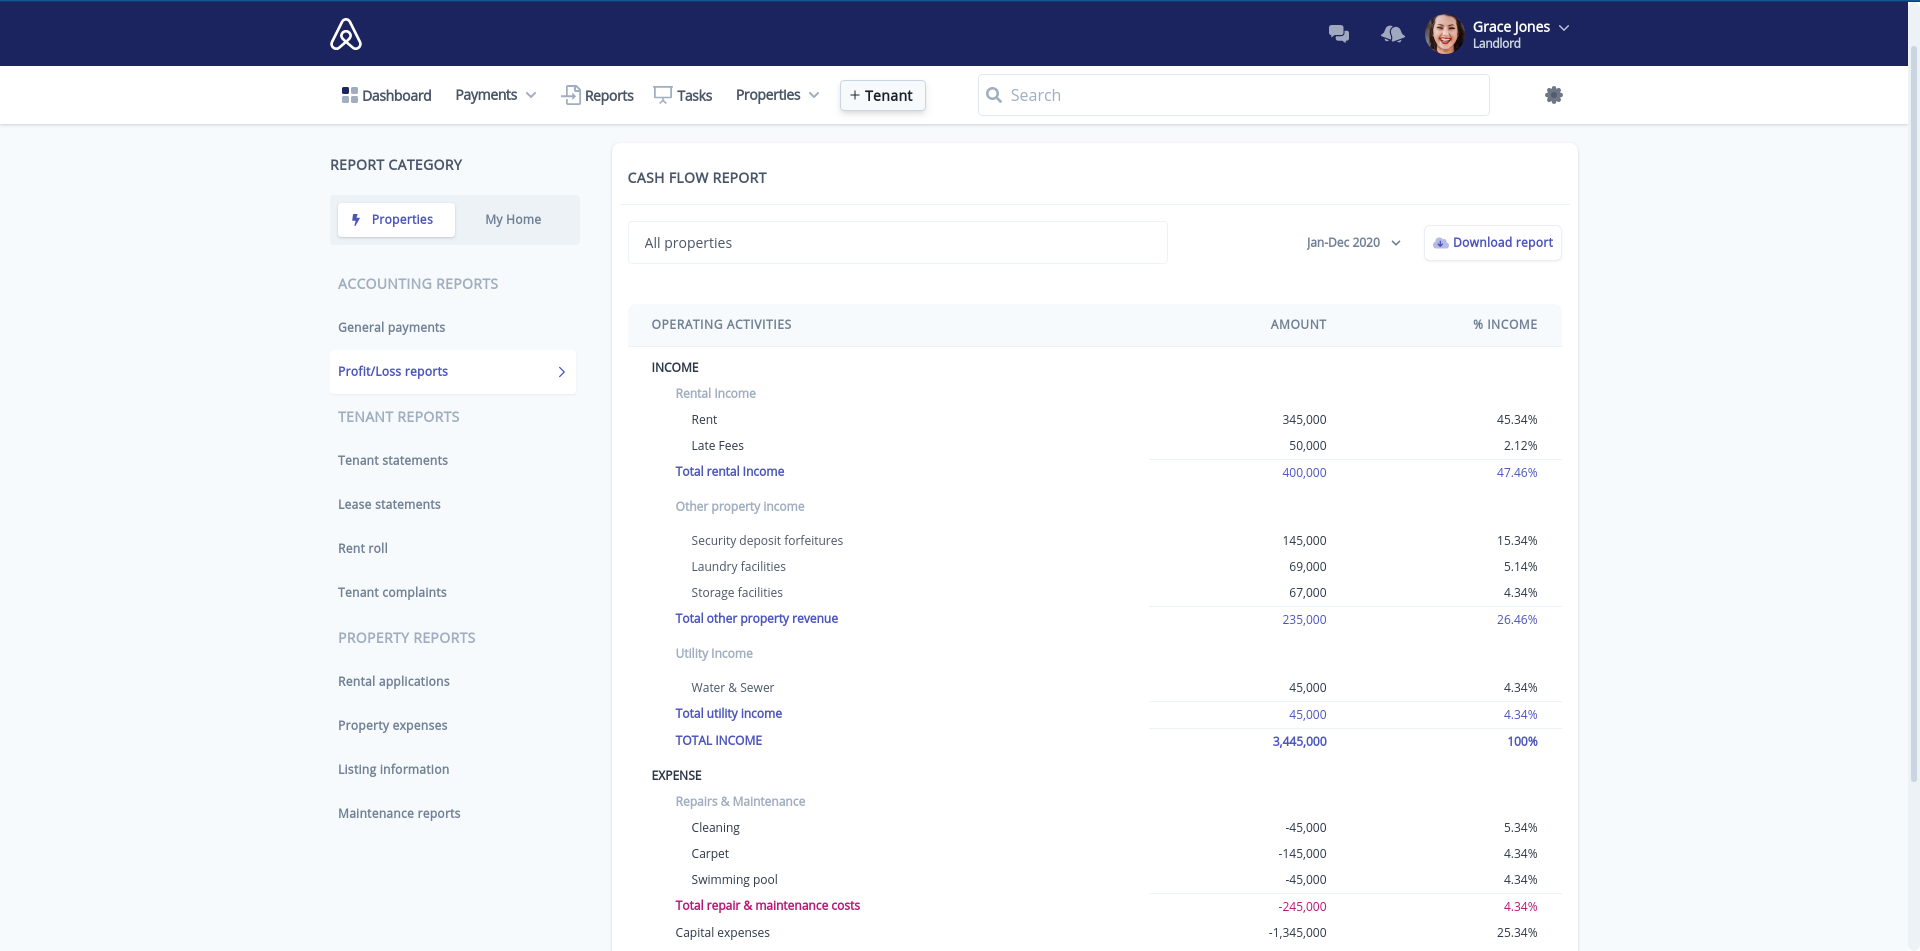 Grace Jones
Landlord
Dashboard Payments Reports Tasks Properties + Tenant Search
REPORT CATEGORY
Properties My Home
ACCOUNTING REPORTS
General payments
Profit/Loss reports
TENANT REPORTS
Tenant statements
Lease statements
Rent roll
Tenant complaints
PROPERTY REPORTS
Rental applications
Property expenses
Listing information
Maintenance reports
CASH FLOW REPORT
All properties Jan-Dec 2020 Download report
OPERATING ACTIVITIES AMOUNT % INCOME
INCOME
Rental Income
Rent 345,000 45.34%
Late Fees 50,000 2.12%
Total rental Income 400,000 47.46%
Other property income
Security deposit forfeitures 145,000 15.34%
Laundry facilities 69,000 5.14%
Storage facilities 67,000 4.34%
Total other property revenue 235,000 26.46%
Utility income
Water & Sewer 45,000 4.34%
Total utility income 45,000 4.34%
TOTAL INCOME 3,445,000 100%
EXPENSE
Repairs & Maintenance
Cleaning -45,000 5.34%
Carpet -145,000 4.34%
Swimming pool -45,000 4.34%
Total repair & maintenance costs -245,000 4.34%
Capital expenses -1,345,000 25.34%